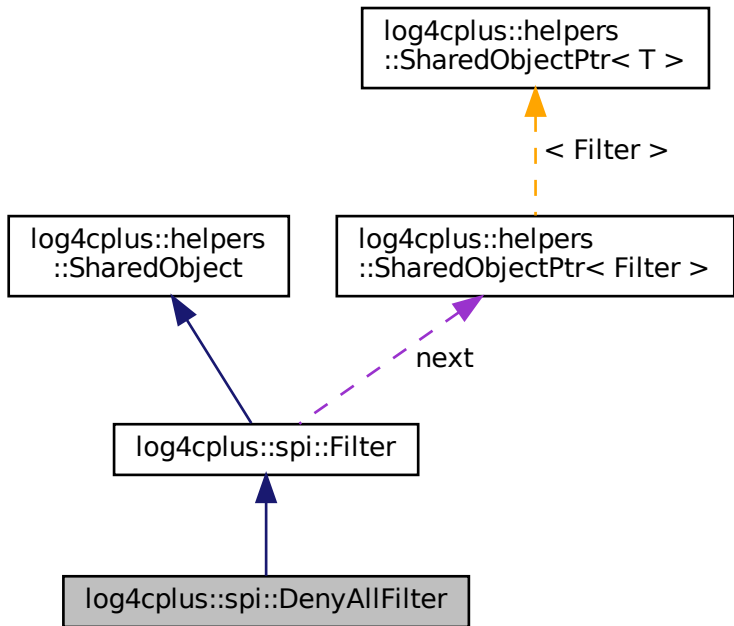 log4cplus::helpers
::SharedObjectPtr< T >
< Filter >
log4cplus::helpers
::SharedObject
log4cplus::helpers
::SharedObjectPtr< Filter >
next
log4cplus::spi::Filter
log4cplus::spi::DenyAllFilter